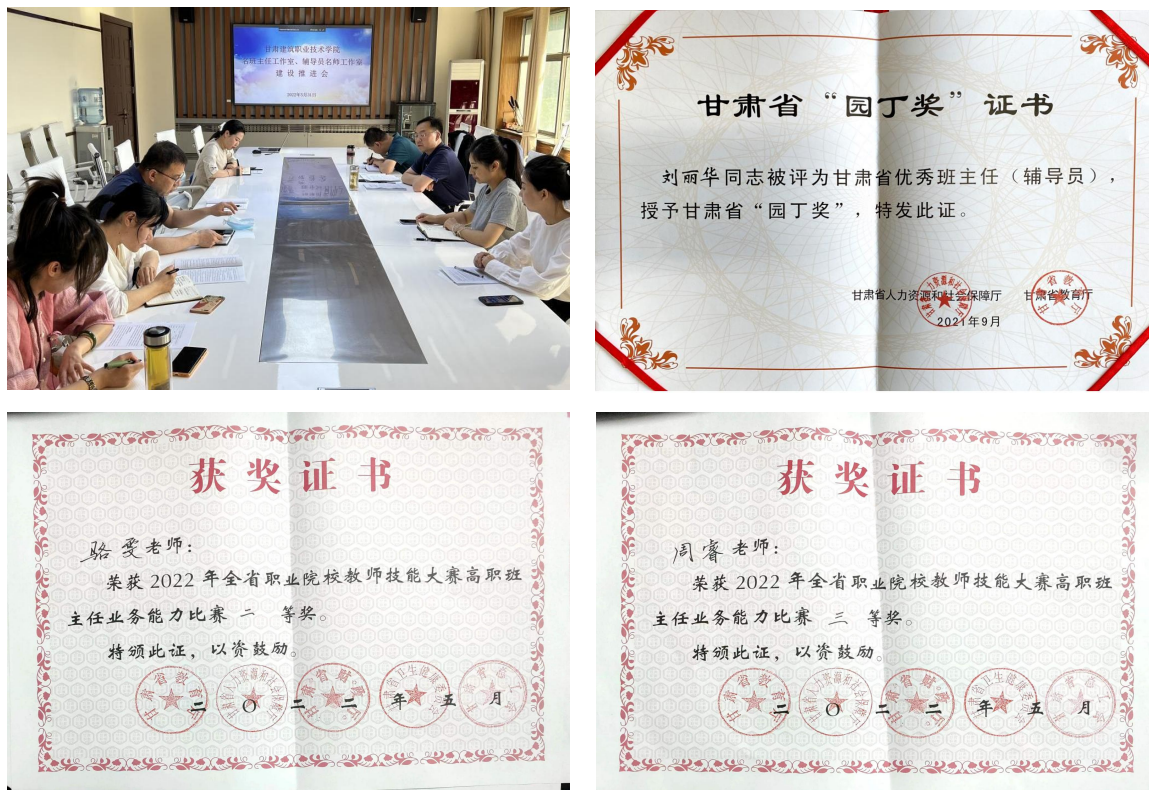 甘肃建筑职业技术学院
名班主任工作室、辅导员名师工作室
建设推进会
甘肃省“园丁奖”证书
刘丽华同志被评为甘肃省优秀班主任（辅导员），
授予甘肃省“园丁奖”，特发此证。
甘肃省人力资源和社会保障厅 甘肃省教育厅
2021年9月
获奖证书
骆雯老师：
荣获2022年全省职业院校教师技能大赛高职班
主任业务能力比赛 二 等奖。
特颁此证，以资鼓励。
二〇二二年五月
获奖证书
周睿老师：
荣获2022年全省职业院校教师技能大赛高职班
主任业务能力比赛 三 等奖。
特颁此证，以资鼓励。
二〇二二年五月